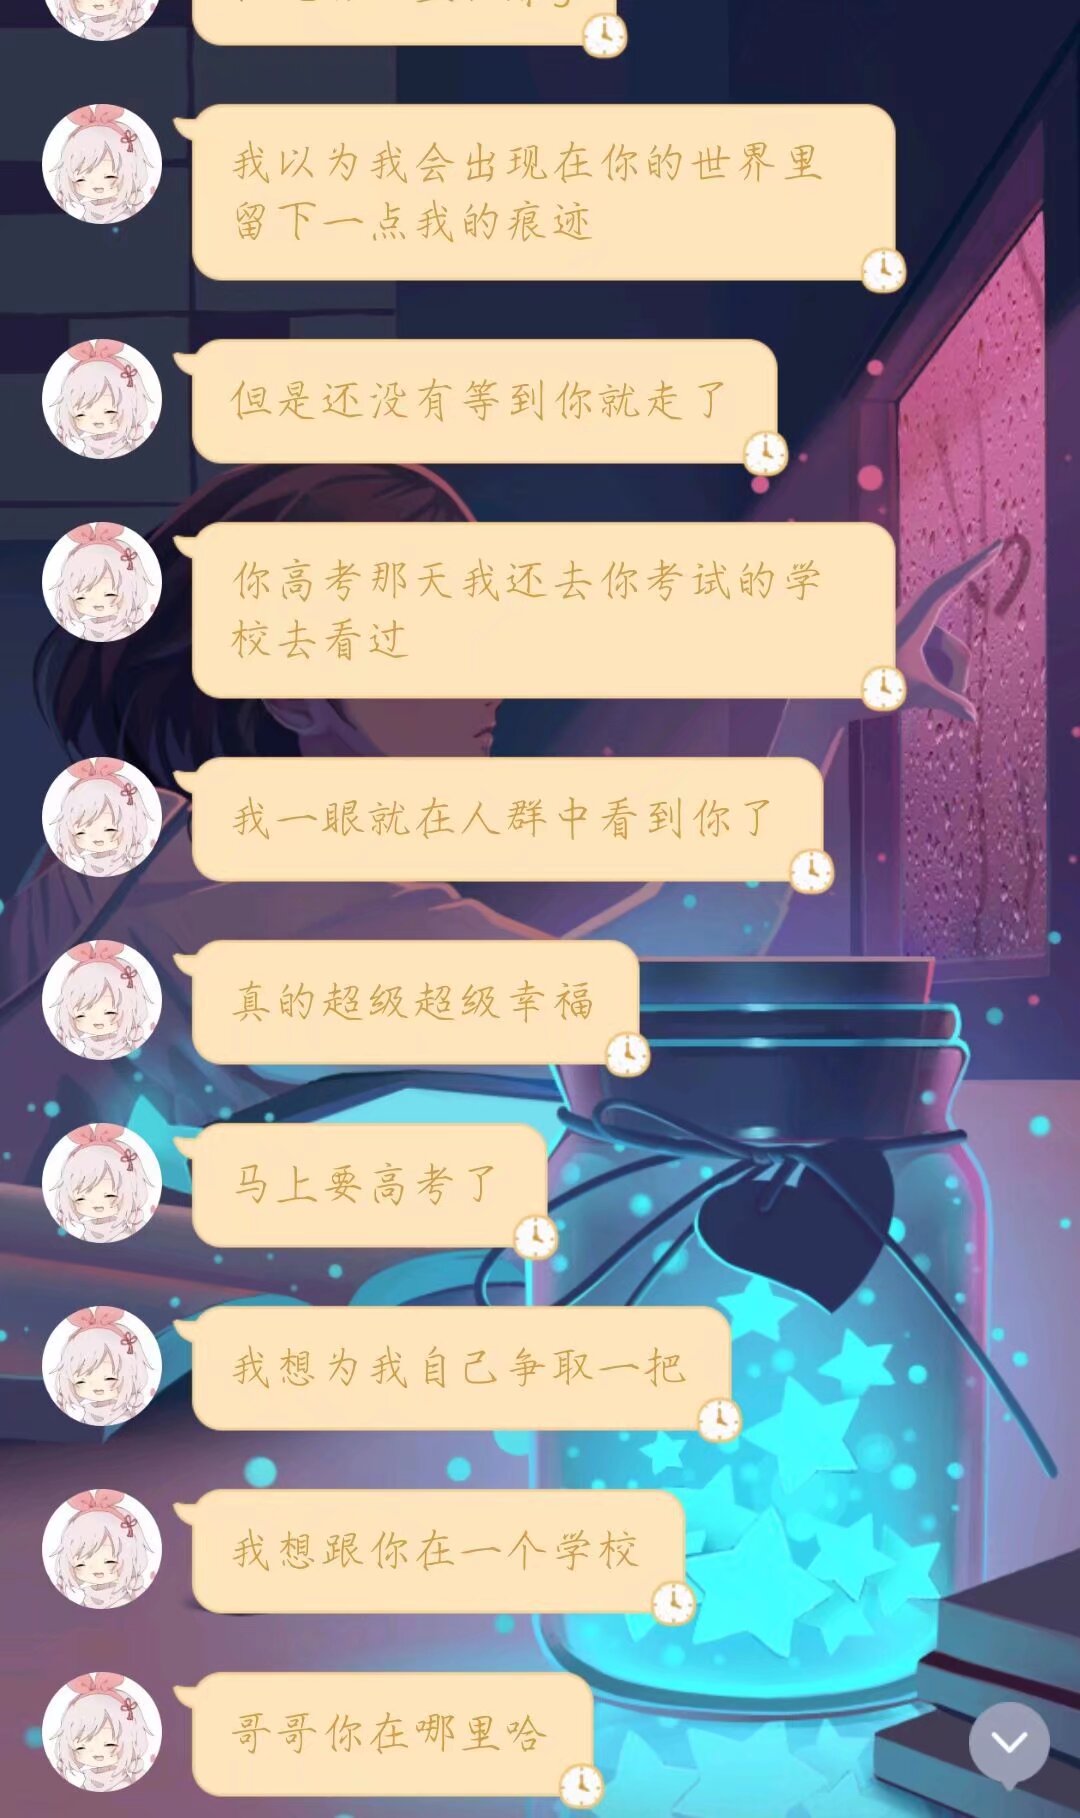 我以为我会出现在你的世界里
留下一点我的痕迹
但是还没有等到你就走了
你高考那天我还去你考试的学
校去看过
我一眼就在人群中看到你了
真的超级超级幸福
马上要高考了
我想为我自己争取一把
我想跟你在一个学校
哥哥你在哪里哈